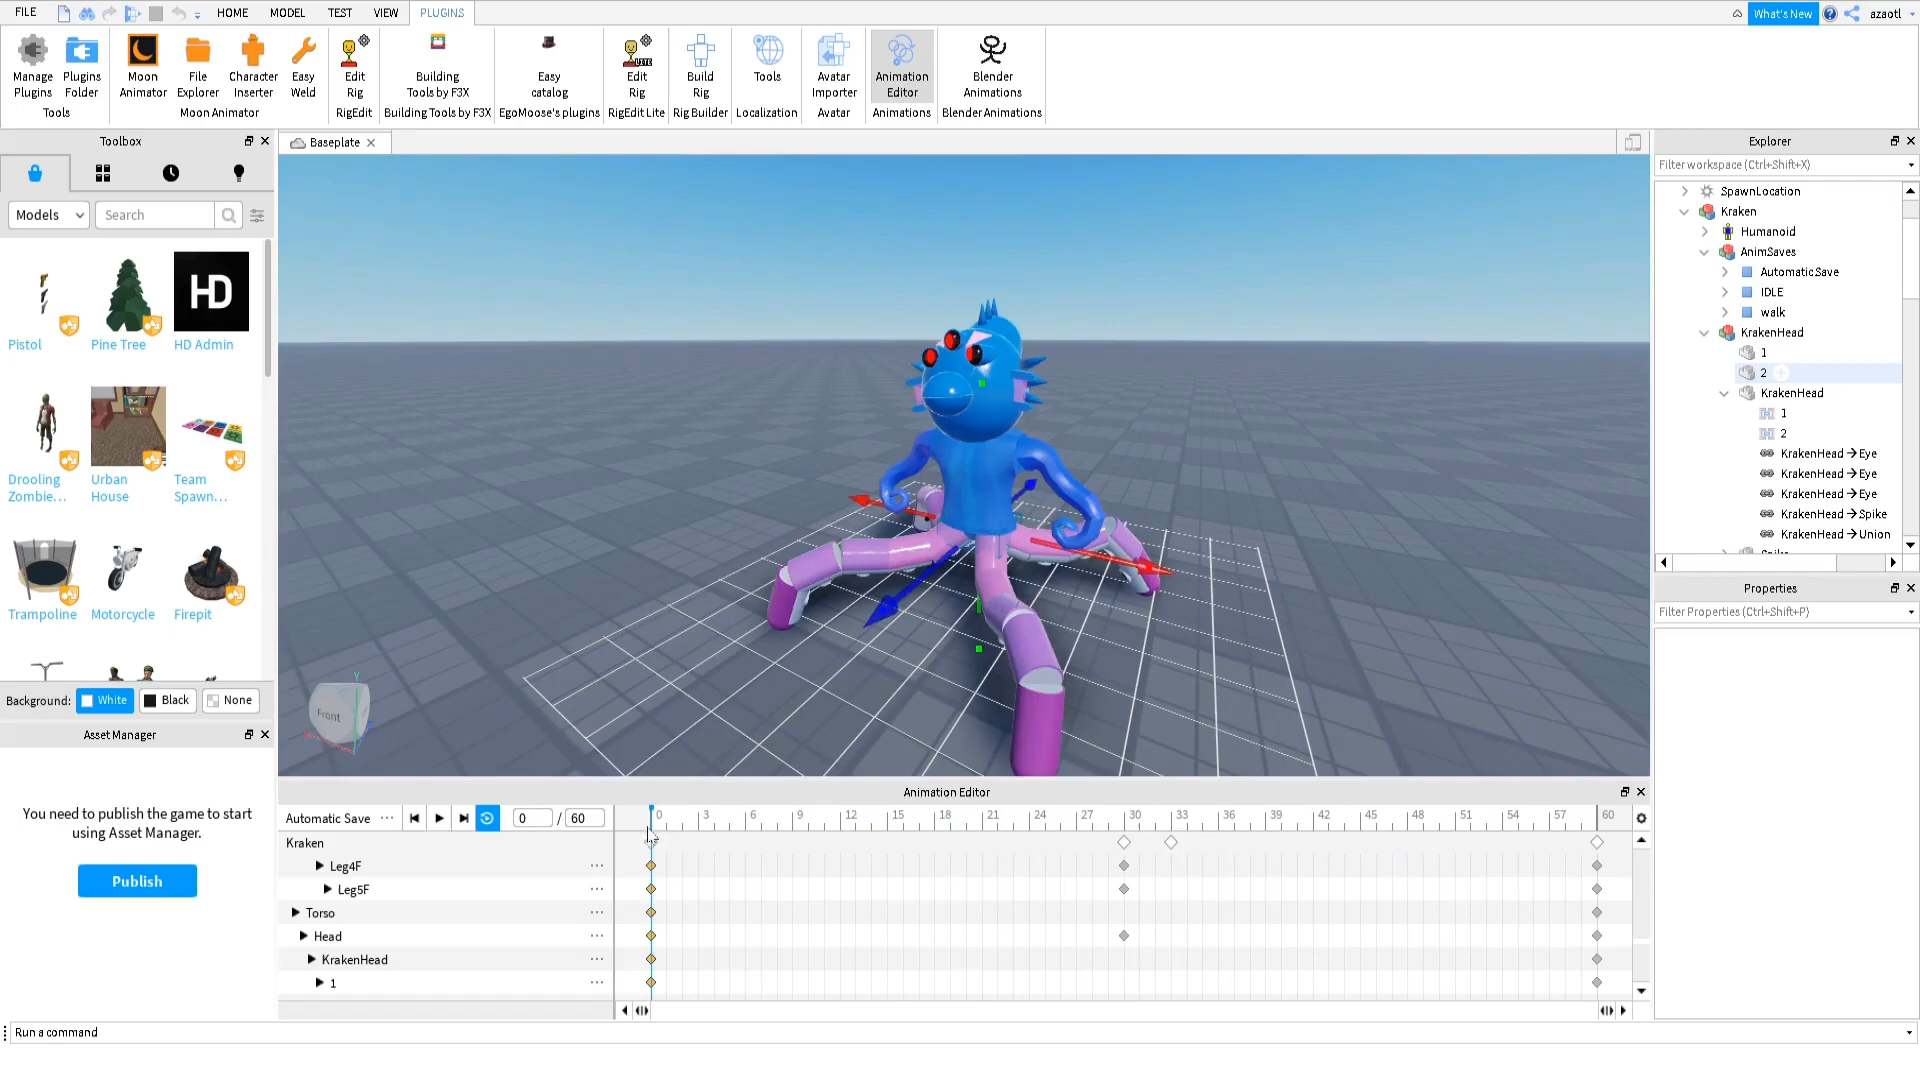 FILE HOME MODEL TEST VIEW PLUGINS What's New azaotl
Manage Plugins
Plugins Folder
Tools
Moon Animator
File Explorer
Character Inserter
Easy Weld
Moon Animator
Edit Rig
RigEdit
Building Tools by F3X
Building Tools by F3X
Easy catalog
EgoMoose's plugins
Edit Rig
LITE
RigEdit Lite
Build Rig
Rig Builder
Tools
Localization
Avatar Importer
Avatar
Animation Editor
Animations
Blender Animations
Blender Animations
Toolbox
Models Search
Pistol
Pine Tree
HD
HD Admin
Drooling Zombie...
Urban House
Team Spawn...
Trampoline
Motorcycle
Firepit
Background: White Black None
Asset Manager
You need to publish the game to start
using Asset Manager.
Publish
Baseplate
Front
Y
Animation Editor
Automatic Save ··· 0 / 60
0 3 6 9 12 15 18 21 24 27 30 33 36 39 42 45 48 51 54 57 60
Kraken
Leg4F
Leg5F
Torso
Head
KrakenHead
1
Explorer
Filter workspace (Ctrl+Shift+X)
SpawnLocation
Kraken
Humanoid
AnimSaves
Automatic Save
IDLE
walk
KrakenHead
1
2
KrakenHead
1
2
KrakenHead→Eye
KrakenHead→Eye
KrakenHead→Eye
KrakenHead→Spike
KrakenHead→Union
Properties
Filter Properties (Ctrl+Shift+P)
Run a command